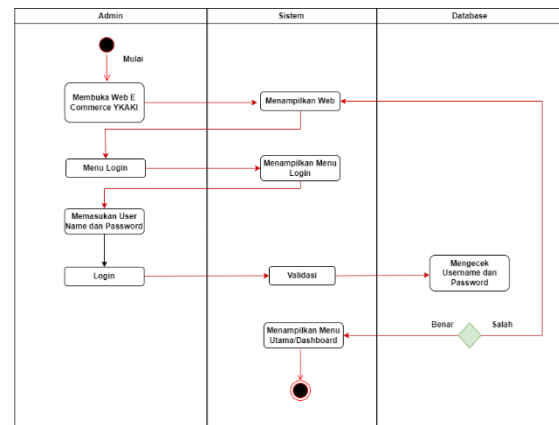 Admin
Sistem
Database
Mulai
Membuka Web E
Commerce YKAKI
Menampilkan Web
Menu Login
Menampilkan Menu
Login
Memasukan User
Name dan Password
Login
Validasi
Mengecek
Username dan
Password
Benar
Salah
Menampilkan Menu
Utama/Dashboard